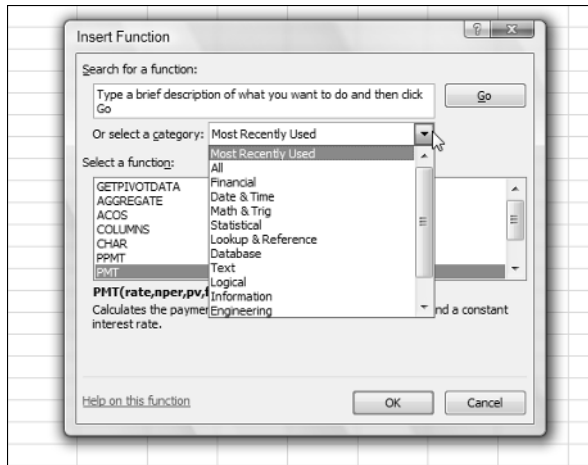 Insert Function
Search for a function:
Type a brief description of what you want to do and then click
Go
Go
Or select a category: Most Recently Used
Most Recently Used
All
Financial
Date & Time
Math & Trig
Statistical
Lookup & Reference
Database
Text
Logical
Information
Engineering
Select a function:
GETPIVOTDATA
AGGREGATE
ACOS
COLUMNS
CHAR
PPMT
PMT
PMT(rate,nper,pv,f
Calculates the paymen nd a constant
interest rate.
Help on this function
OK
Cancel